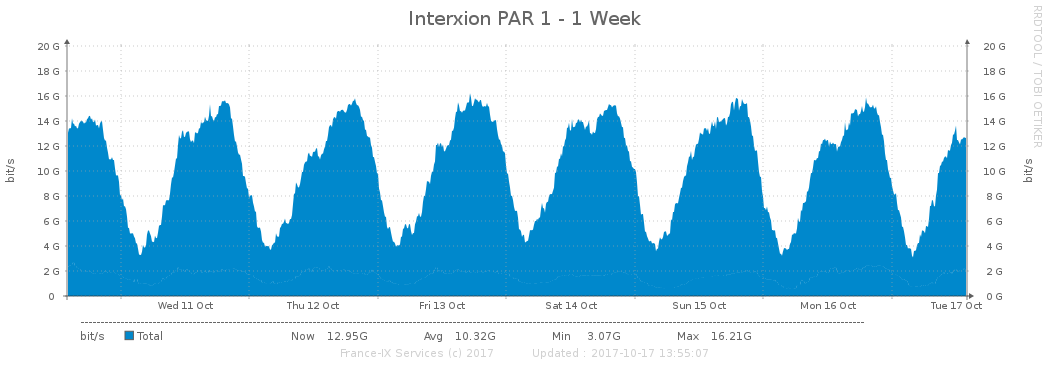 Interxion PAR 1 - 1 Week
RRDTOOL / TOBI OETIKER
20 G 20 G
18 G 18 G
16 G 16 G
14 G 14 G
12 G 12 G
10 G 10 G
8 G 8 G
6 G 6 G
4 G 4 G
2 G 2 G
0 0 G
bit/s
bit/s
Wed 11 Oct Thu 12 Oct Fri 13 Oct Sat 14 Oct Sun 15 Oct Mon 16 Oct Tue 17 Oct
bit/s Total Now 12.95G Avg 10.32G Min 3.07G Max 16.21G
France-IX Services (c) 2017 Updated : 2017-10-17 13:55:07